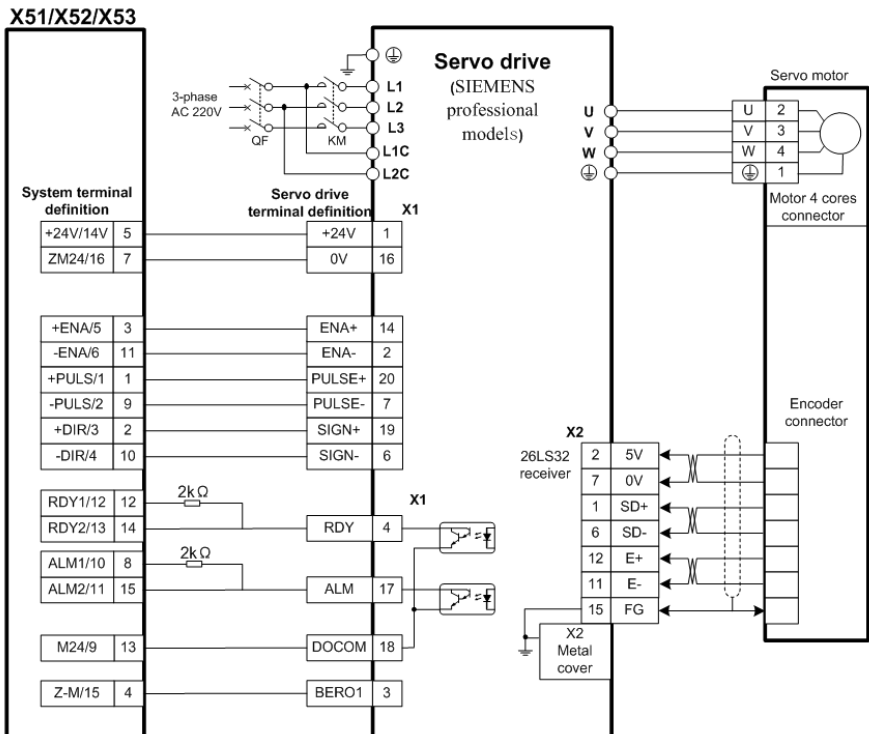 X51/X52/X53
Servo drive
(SIEMENS
professional
models)
3-phase
AC 220V
QF
KM
L1
L2
L3
L1C
L2C
U
V
W
Servo motor
U 2
V 3
W 4
1
Motor 4 cores
connector
System terminal
definition
Servo drive
terminal definition
X1
+24V/14V 5
+24V 1
ZM24/16 7
0V 16
+ENA/5 3
ENA+ 14
-ENA/6 11
ENA- 2
+PULS/1 1
PULSE+ 20
-PULS/2 9
PULSE- 7
+DIR/3 2
SIGN+ 19
-DIR/4 10
SIGN- 6
RDY1/12 12
2kΩ
X1
RDY2/13 14
RDY 4
ALM1/10 8
2kΩ
ALM2/11 15
ALM 17
M24/9 13
DOCOM 18
Z-M/15 4
BERO1 3
X2
26LS32
receiver
2 5V
7 0V
1 SD+
6 SD-
12 E+
11 E-
15 FG
X2
Metal
cover
Encoder
connector